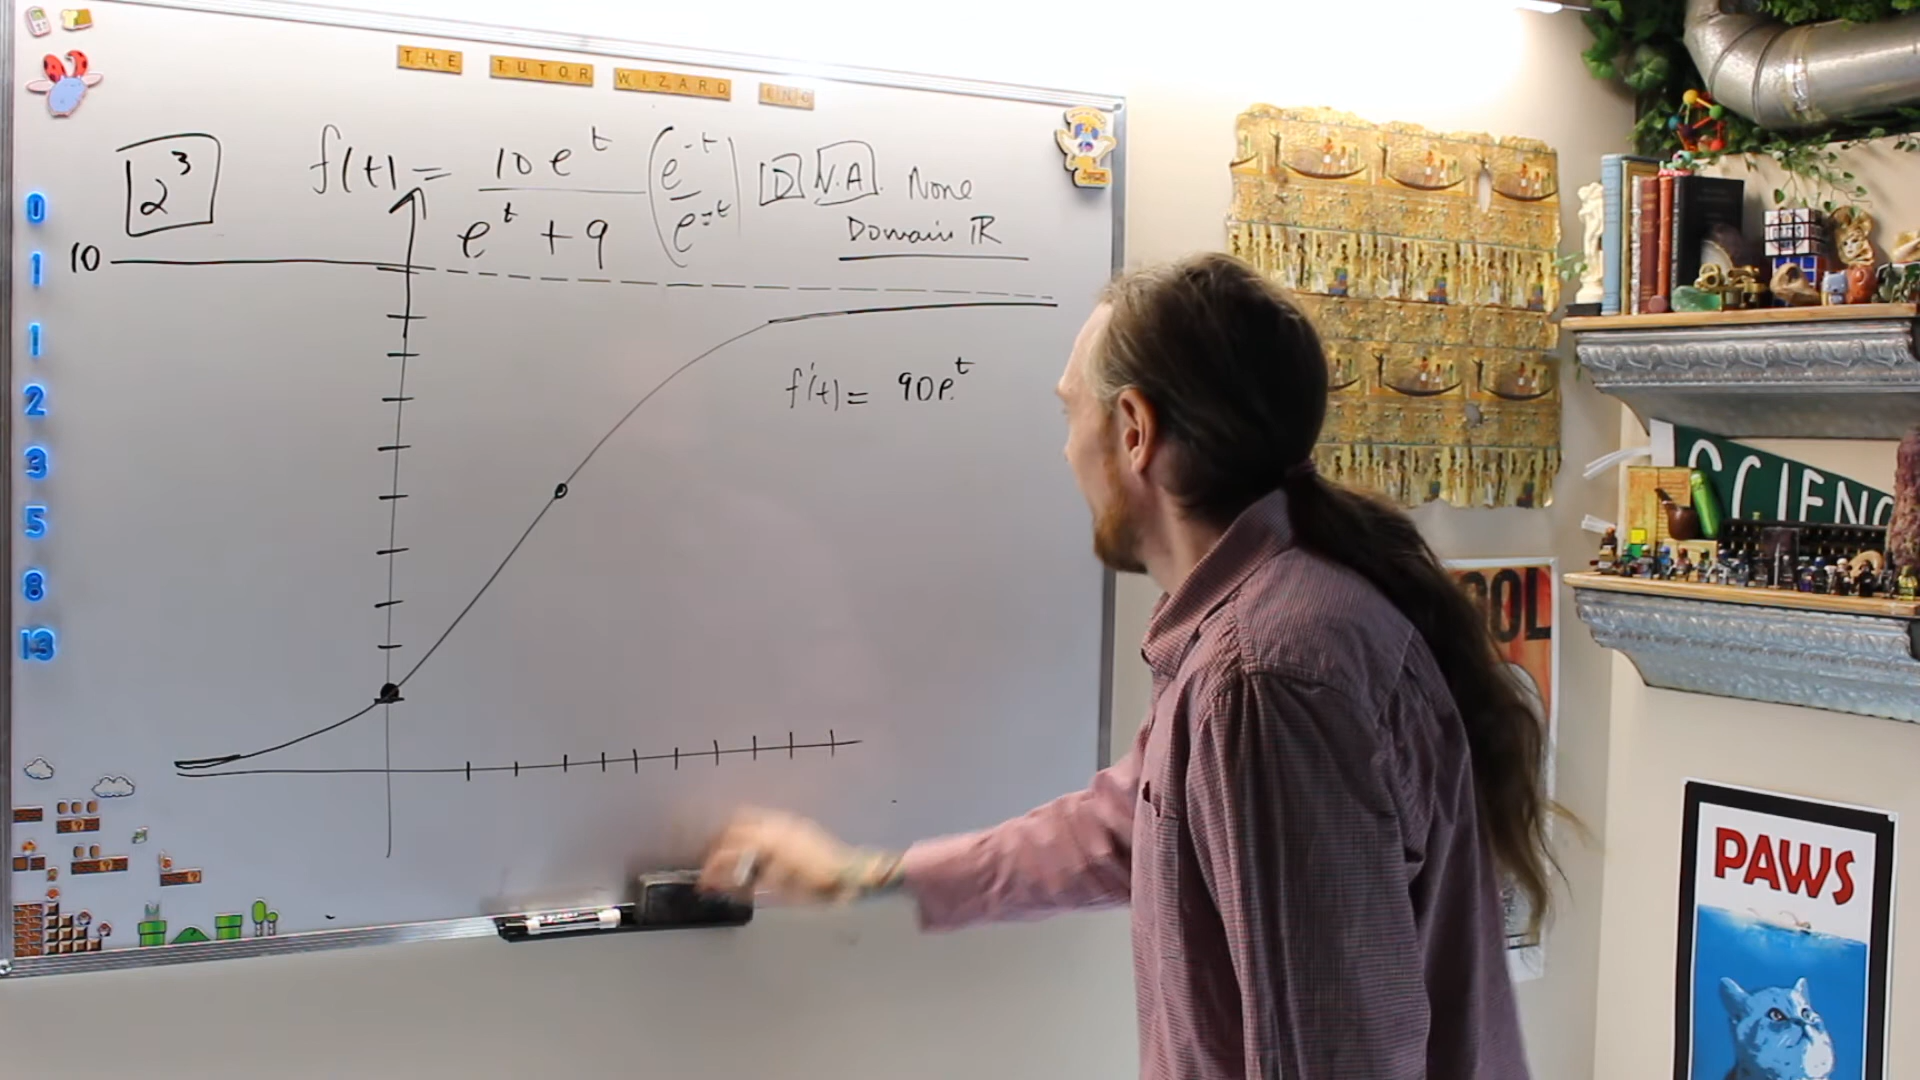 THE TUTOR WIZARD INC
2³
f(t) = 10e^t / (e^t + 9) (e^-t / e^-t)
D V.A. None
Domain ℝ
10
f'(t) = 90e^t
0
1
1
2
3
5
8
13
SCIENC
OOL
PAWS